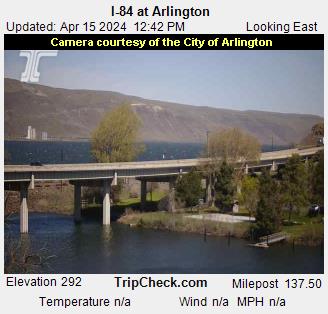 I-84 at Arlington
Updated: Apr 15 2024 12:42 PM Looking East
Camera courtesy of the City of Arlington
Elevation 292 TripCheck.com Milepost 137.50
Temperature n/a Wind n/a MPH n/a